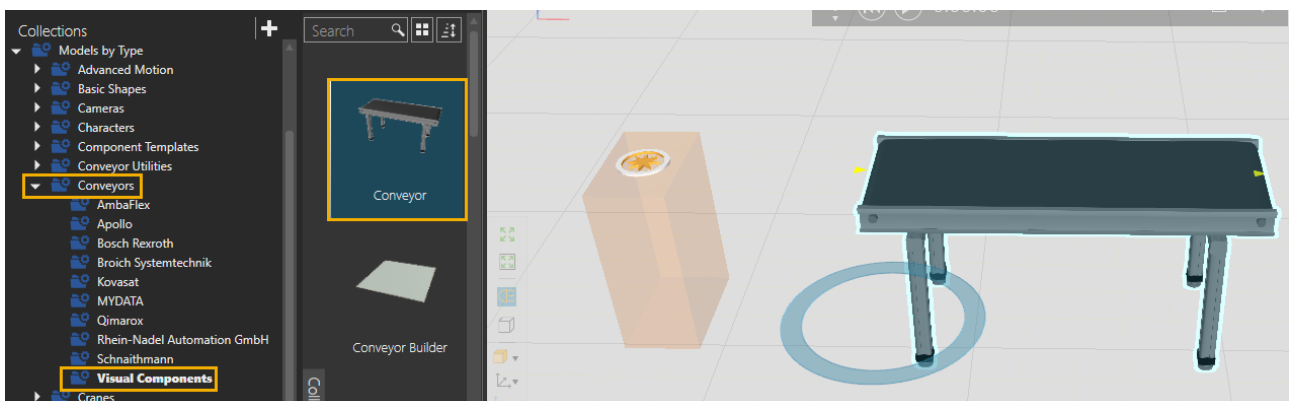 Collections
Models by Type
Advanced Motion
Basic Shapes
Cameras
Characters
Component Templates
Conveyor Utilities
Conveyors
AmbaFlex
Apollo
Bosch Rexroth
Broich Systemtechnik
Kovasat
MYDATA
Qimarox
Rhein-Nadel Automation GmbH
Schnaithmann
Visual Components
Cranes
Search
Conveyor
Conveyor Builder